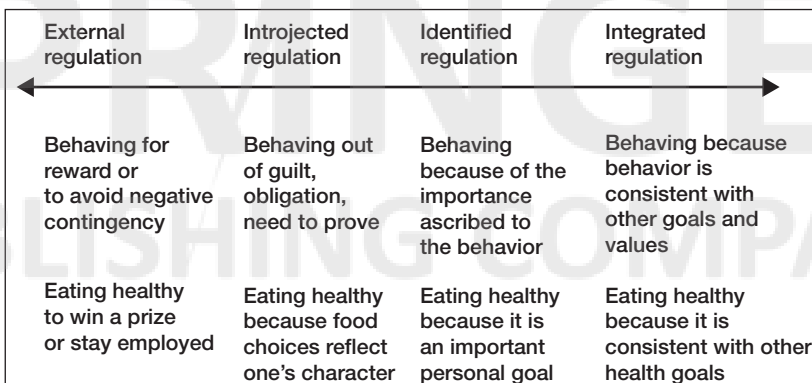 External regulation
Introjected regulation
Identified regulation
Integrated regulation
Behaving for
reward or
to avoid negative
contingency
Behaving out
of guilt,
obligation,
need to prove
Behaving
because of the
importance
ascribed to
the behavior
Behaving because
behavior is
consistent with
other goals and
values
Eating healthy
to win a prize
or stay employed
Eating healthy
because food
choices reflect
one's character
Eating healthy
because it is
an important
personal goal
Eating healthy
because it is
consistent with other
health goals
PRINGE
BLISHING COMPA